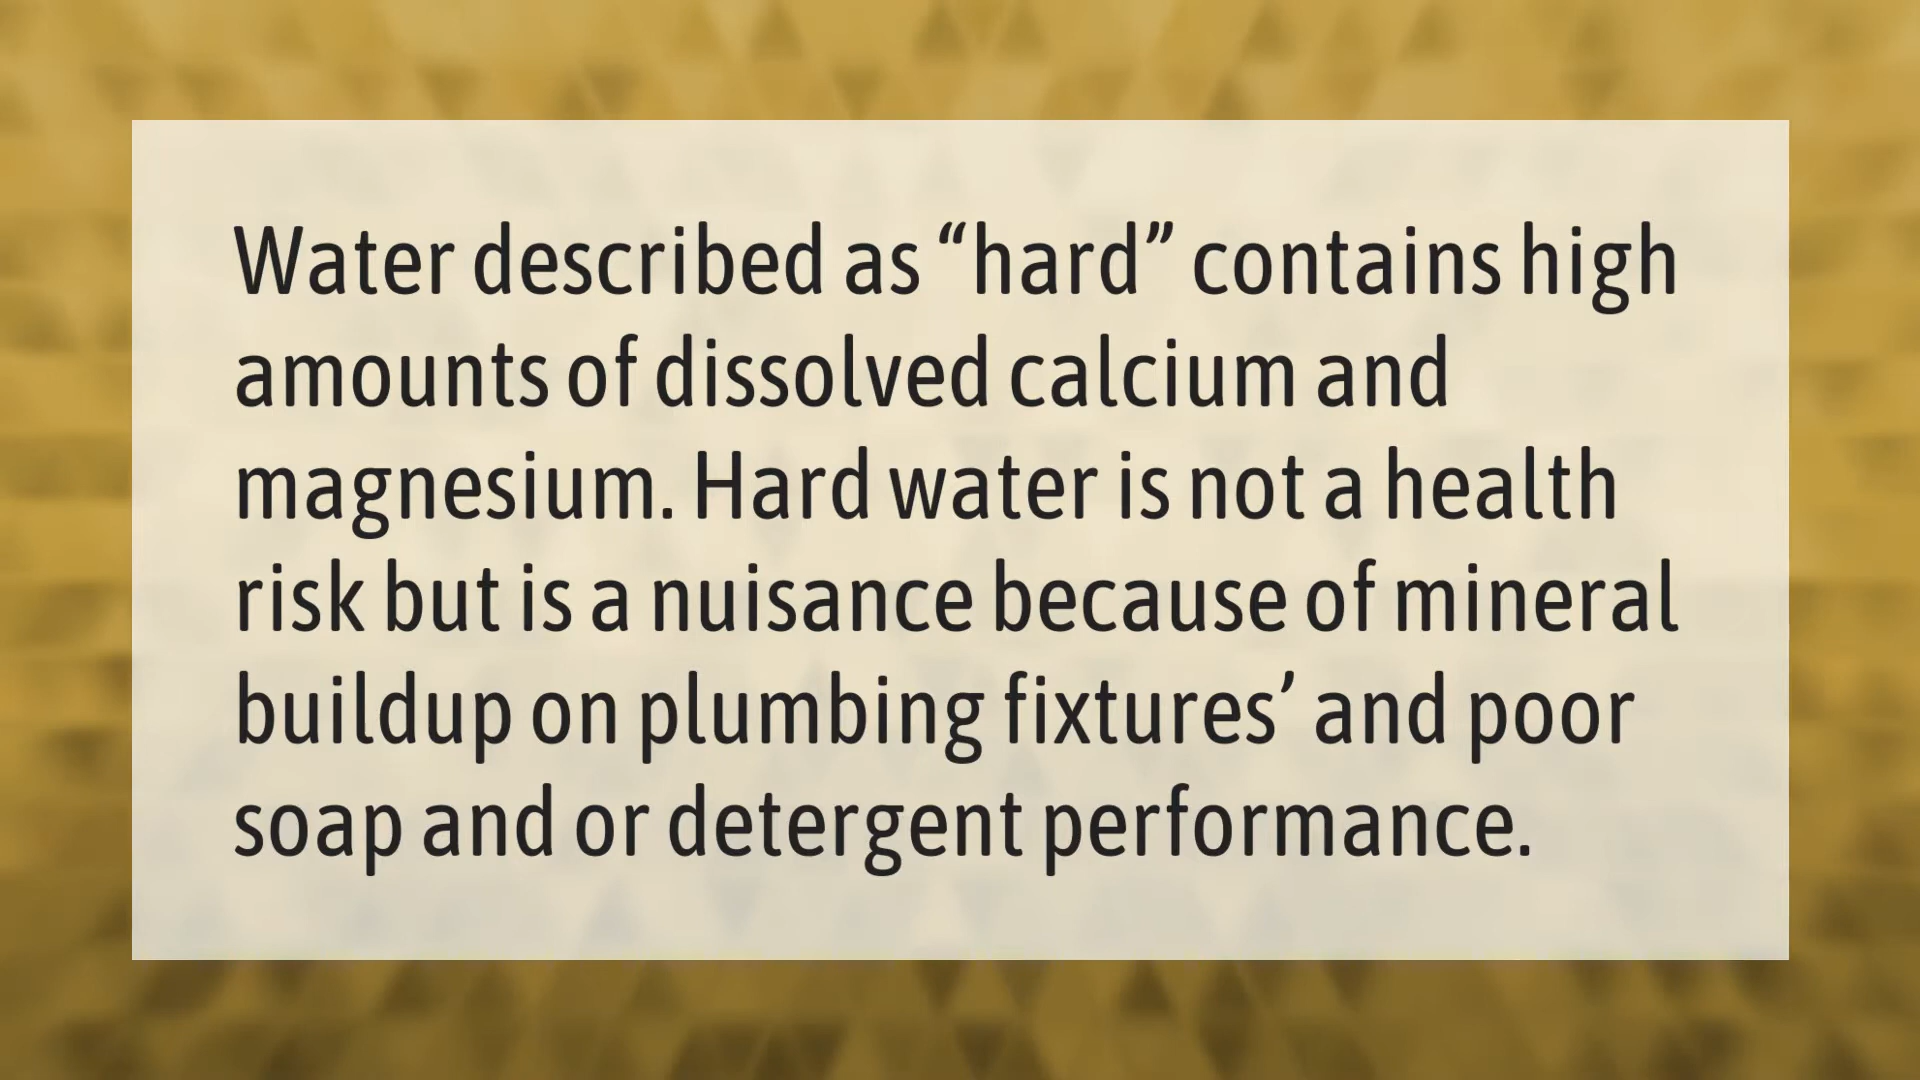 Water described as “hard” contains high
amounts of dissolved calcium and
magnesium. Hard water is not a health
risk but is a nuisance because of mineral
buildup on plumbing fixtures’ and poor
soap and or detergent performance.